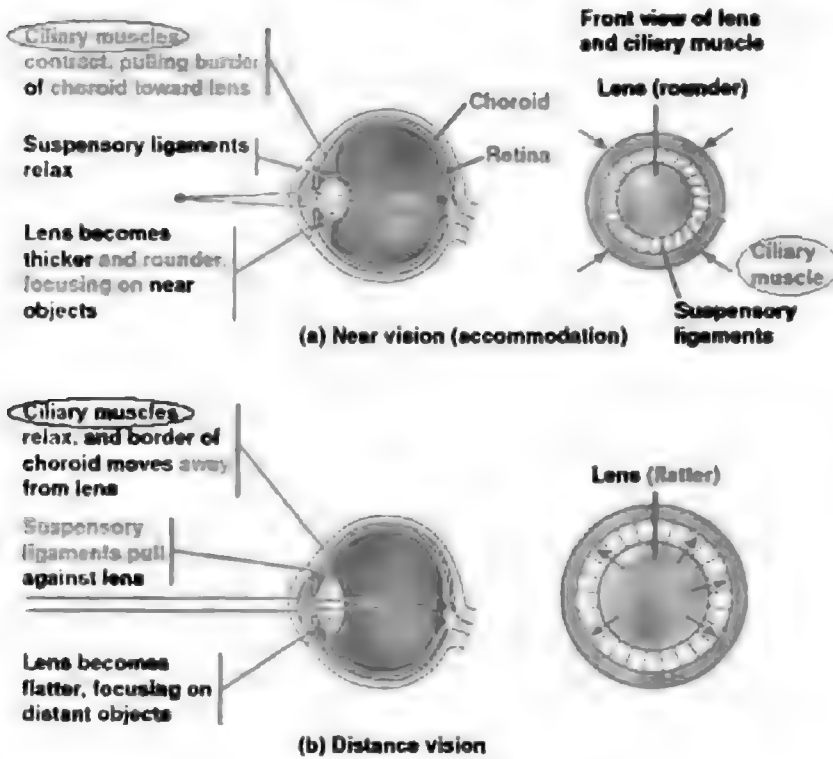 Ciliary muscles
contract, pulling border
of choroid toward lens
Suspensory ligaments
relax
Lens becomes
thicker and rounder,
focusing on near
objects
Choroid
Retina
(a) Near vision (accommodation)
Front view of lens
and ciliary muscle
Lens (rounder)
Ciliary
muscle
Suspensory
ligaments
Ciliary muscles
relax, and border of
choroid moves away
from lens
Suspensory
ligaments pull
against lens
Lens becomes
flatter, focusing on
distant objects
Lens (flatter)
(b) Distance vision